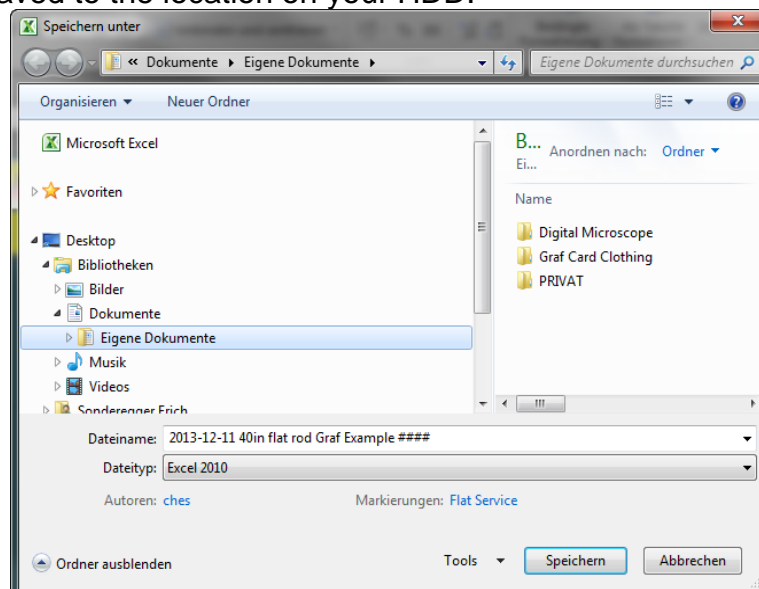 aved to the location on your HDD.
Speichern unter
« Dokumente ▸ Eigene Dokumente ▸
Eigene Dokumente durchsuchen
Organisieren Neuer Ordner
Microsoft Excel
Favoriten
Desktop
Bibliotheken
Bilder
Dokumente
Eigene Dokumente
Musik
Videos
Sonderegger Erich
B...
Ei...
Anordnen nach: Ordner
Name
Digital Microscope
Graf Card Clothing
PRIVAT
Dateiname: 2013-12-11 40in flat rod Graf Example ####
Dateityp: Excel 2010
Autoren: ches Markierungen: Flat Service
Ordner ausblenden Tools Speichern Abbrechen